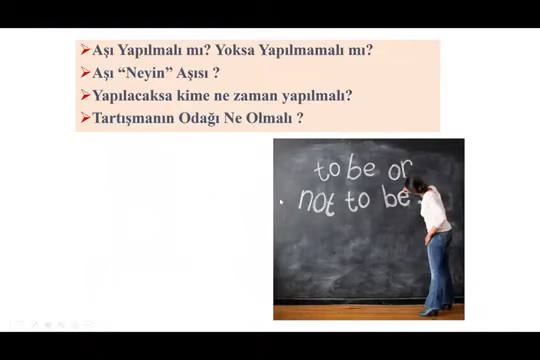 Aşı Yapılmalı mı? Yoksa Yapılmamalı mı?
Aşı “Neyin” Aşısı ?
Yapılacaksa kime ne zaman yapılmalı?
Tartışmanın Odağı Ne Olmalı ?
to be or
not to be